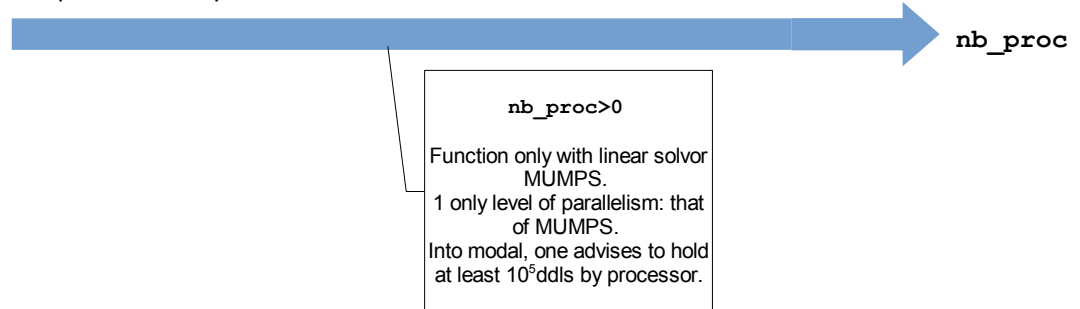 nb_proc
nb_proc>0
Function only with linear solvor
MUMPS.
1 only level of parallelism: that
of MUMPS.
Into modal, one advises to hold
at least 10⁵ddls by processor.